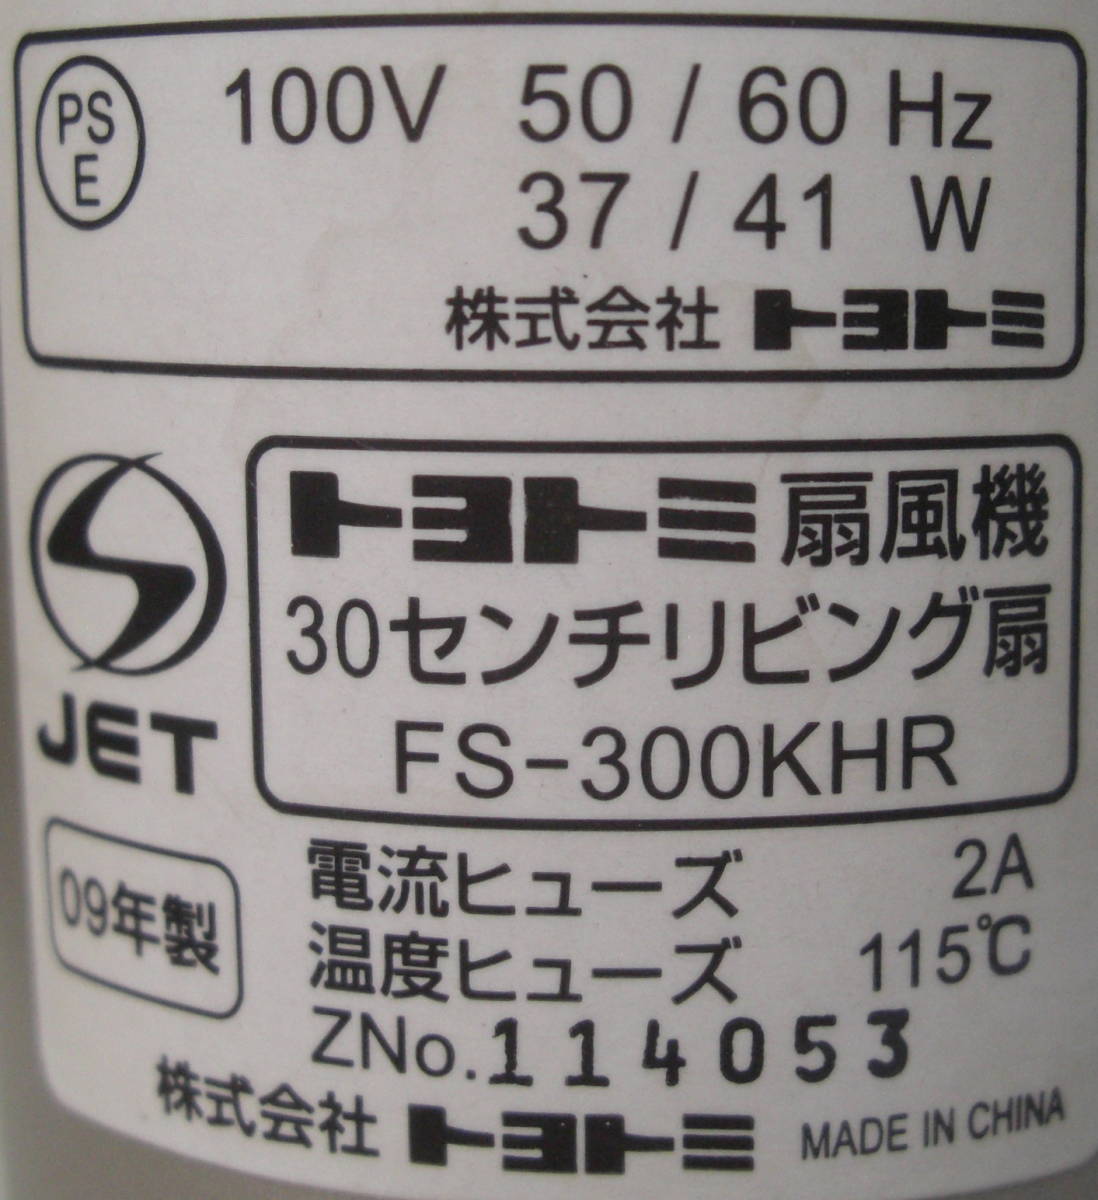 PS
E
100V 50 / 60 Hz
37 / 41 W
株式会社 トヨトミ
JET
トヨトミ 扇風機
30センチリビング扇
FS-300KHR
09年製
電流ヒューズ 2A
温度ヒューズ 115℃
ZNo. 114053
株式会社 トヨトミ MADE IN CHINA